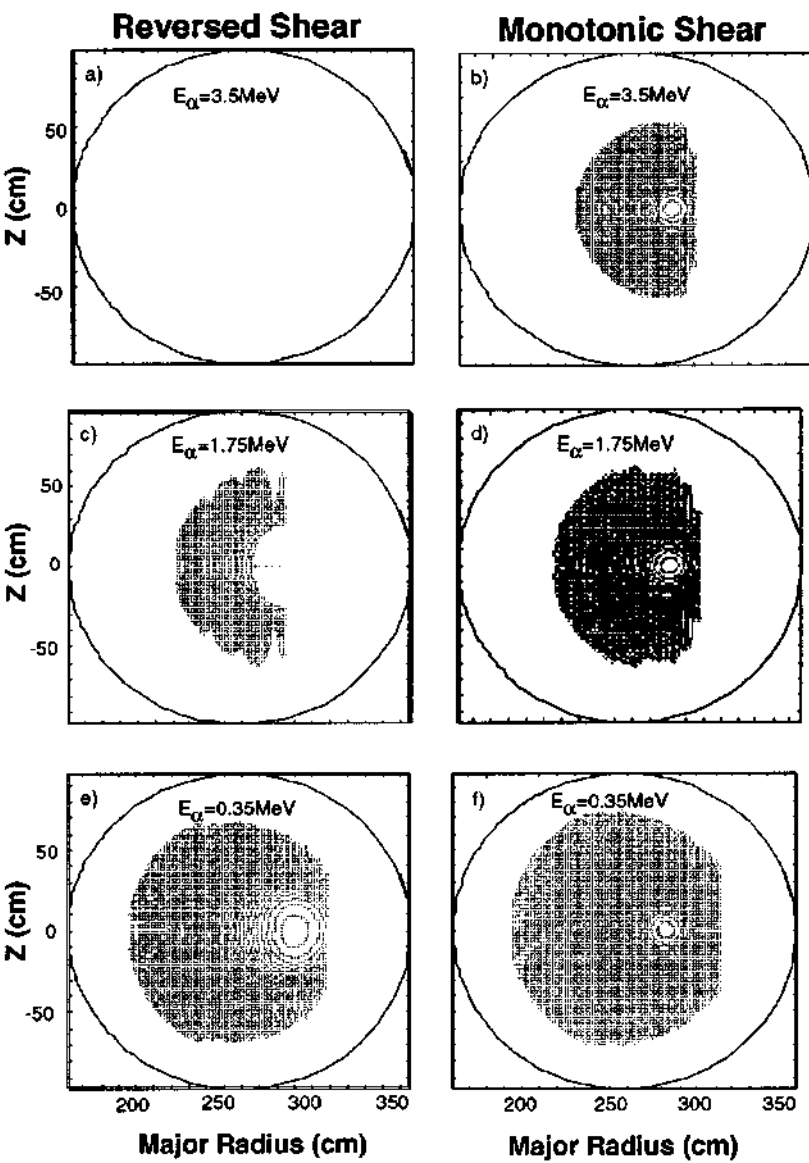 Reversed Shear
Monotonic Shear
a)
Eα=3.5MeV
b)
Eα=3.5MeV
50
0
-50
Z (cm)
c)
Eα=1.75MeV
d)
Eα=1.75MeV
50
0
-50
Z (cm)
e)
Eα=0.35MeV
f)
Eα=0.35MeV
50
0
-50
Z (cm)
200 250 300 350
200 250 300 350
Major Radius (cm)
Major Radius (cm)